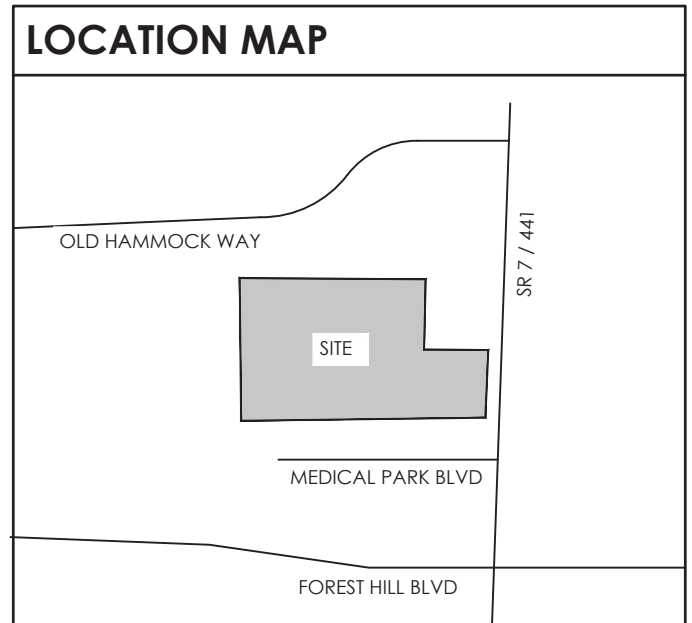 LOCATION MAP
OLD HAMMOCK WAY
SR 7 / 441
SITE
MEDICAL PARK BLVD
FOREST HILL BLVD